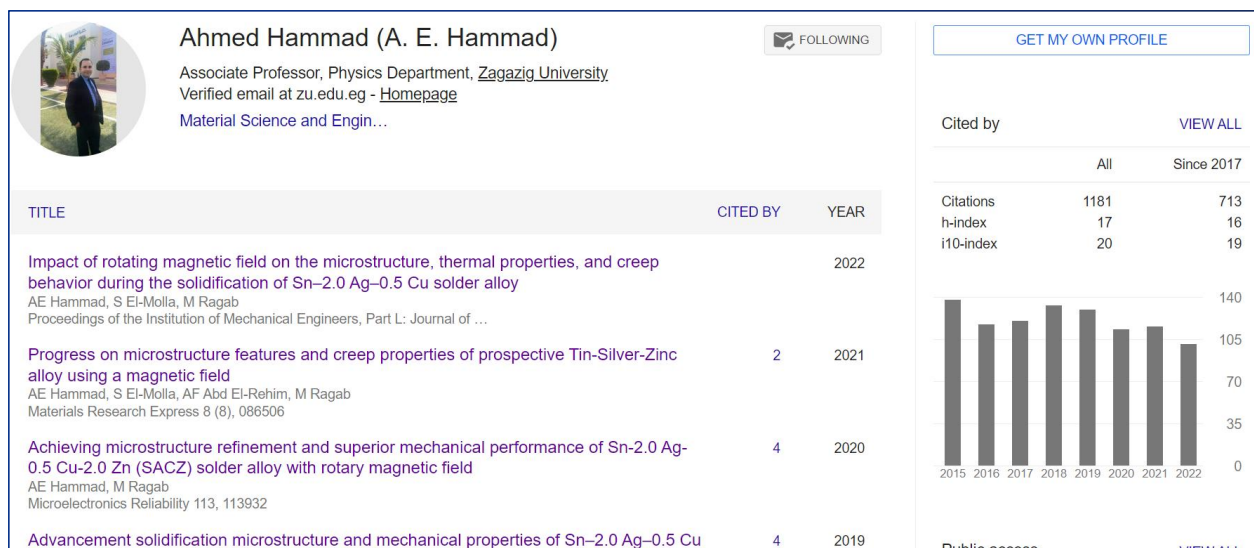 Ahmed Hammad (A. E. Hammad)
FOLLOWING
Associate Professor, Physics Department, Zagazig University
Verified email at zu.edu.eg - Homepage
Material Science and Engin…
TITLE CITED BY YEAR
Impact of rotating magnetic field on the microstructure, thermal properties, and creep 2022
behavior during the solidification of Sn–2.0 Ag–0.5 Cu solder alloy
AE Hammad, S El-Molla, M Ragab
Proceedings of the Institution of Mechanical Engineers, Part L: Journal of …
Progress on microstructure features and creep properties of prospective Tin-Silver-Zinc 2 2021
alloy using a magnetic field
AE Hammad, S El-Molla, AF Abd El-Rehim, M Ragab
Materials Research Express 8 (8), 086506
Achieving microstructure refinement and superior mechanical performance of Sn-2.0 Ag- 4 2020
0.5 Cu-2.0 Zn (SACZ) solder alloy with rotary magnetic field
AE Hammad, M Ragab
Microelectronics Reliability 113, 113932
Advancement solidification microstructure and mechanical properties of Sn–2.0 Ag–0.5 Cu 4 2019
GET MY OWN PROFILE
Cited by VIEW ALL
All Since 2017
Citations 1181 713
h-index 17 16
i10-index 20 19
140
105
70
35
0
2015 2016 2017 2018 2019 2020 2021 2022
Public access VIEW ALL